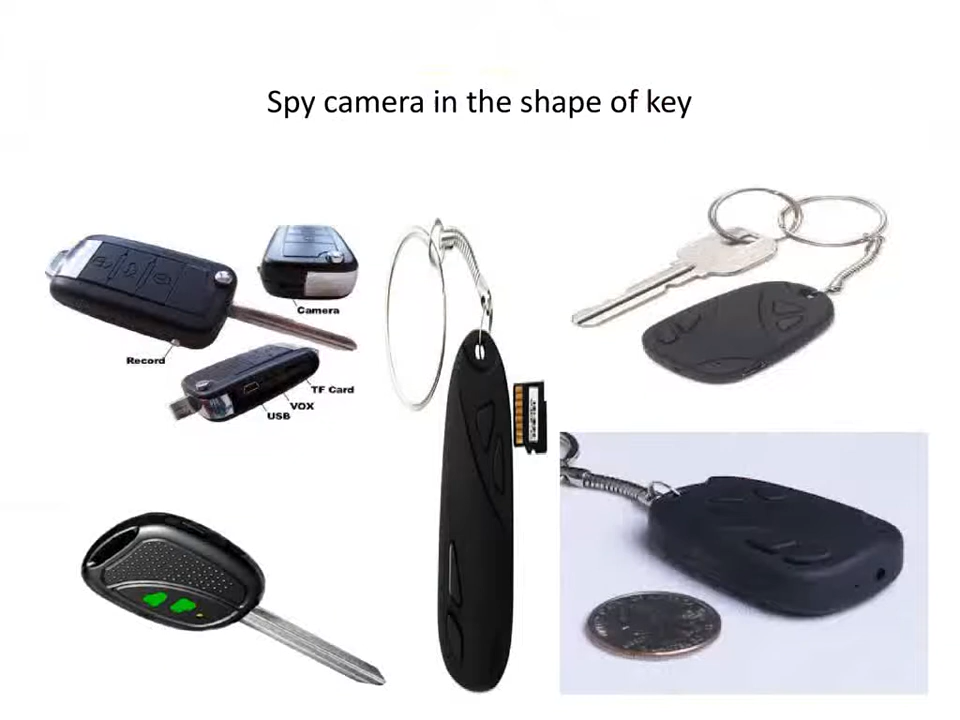 Spy camera in the shape of key
Camera
Record
TF Card
VOX
USB